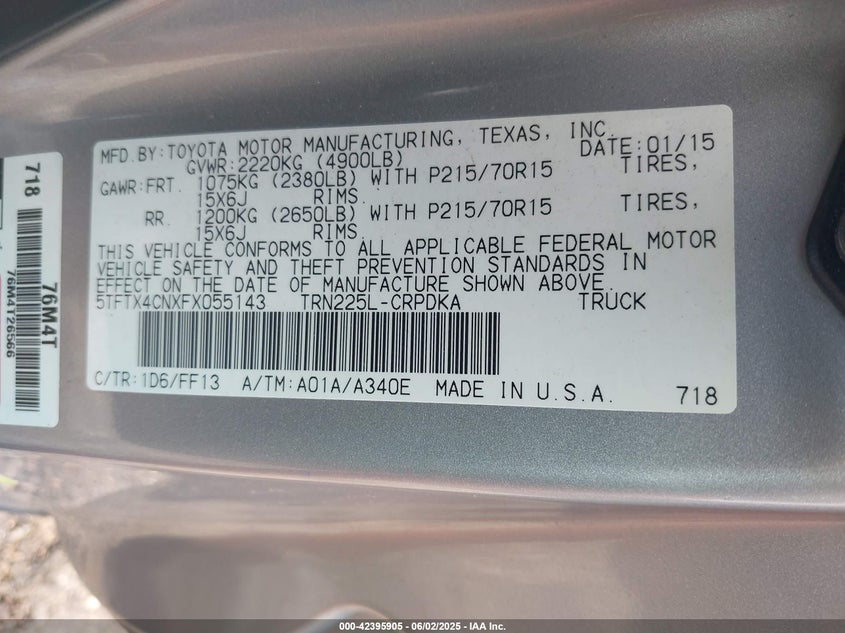 MFD.BY:TOYOTA MOTOR MANUFACTURING, TEXAS, INC. DATE:01/15
GVWR:2220KG (4900LB)
GAWR:FRT. 1075KG (2380LB) WITH P215/70R15 TIRES,
15X6J RIMS.
RR. 1200KG (2650LB) WITH P215/70R15 TIRES,
15X6J RIMS.
THIS VEHICLE CONFORMS TO ALL APPLICABLE FEDERAL MOTOR
VEHICLE SAFETY AND THEFT PREVENTION STANDARDS IN
EFFECT ON THE DATE OF MANUFACTURE SHOWN ABOVE.
5TFTX4CNXFX055143 TRN225L-CRPDKA TRUCK
C/TR:1D6/FF13 A/TM:A01A/A340E MADE IN U.S.A. 718
718
76M4T
76M4T26566
000-42395905 - 06/02/2025 - IAA Inc.